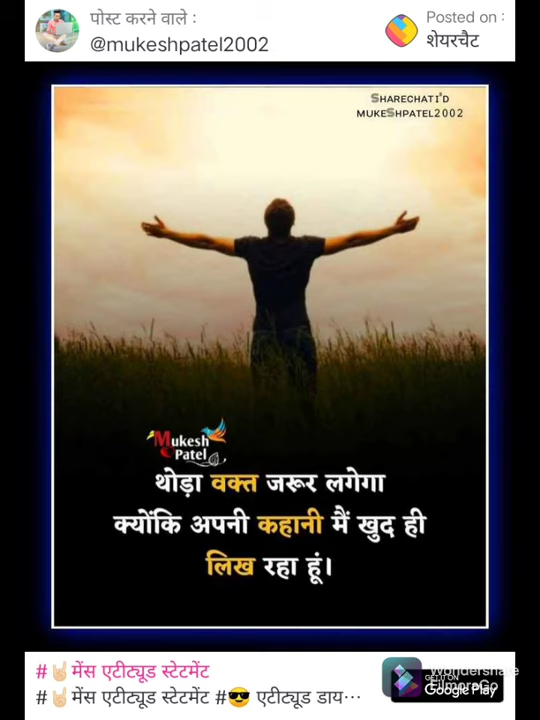 पोस्ट करने वाले :
@mukeshpatel2002
Posted on :
शेयरचैट
SHARECHAT I'D
MUKESHPATEL2002
Mukesh
Patel
थोड़ा वक्त जरूर लगेगा
क्योंकि अपनी कहानी मैं खुद ही
लिख रहा हूं।
#🤘🏻मेंस एटीट्यूड स्टेटमेंट
#🤘🏻मेंस एटीट्यूड स्टेटमेंट #😎 एटीट्यूड डाय...
Wondershare
FilmoraGo
GET IT ON
Google Play